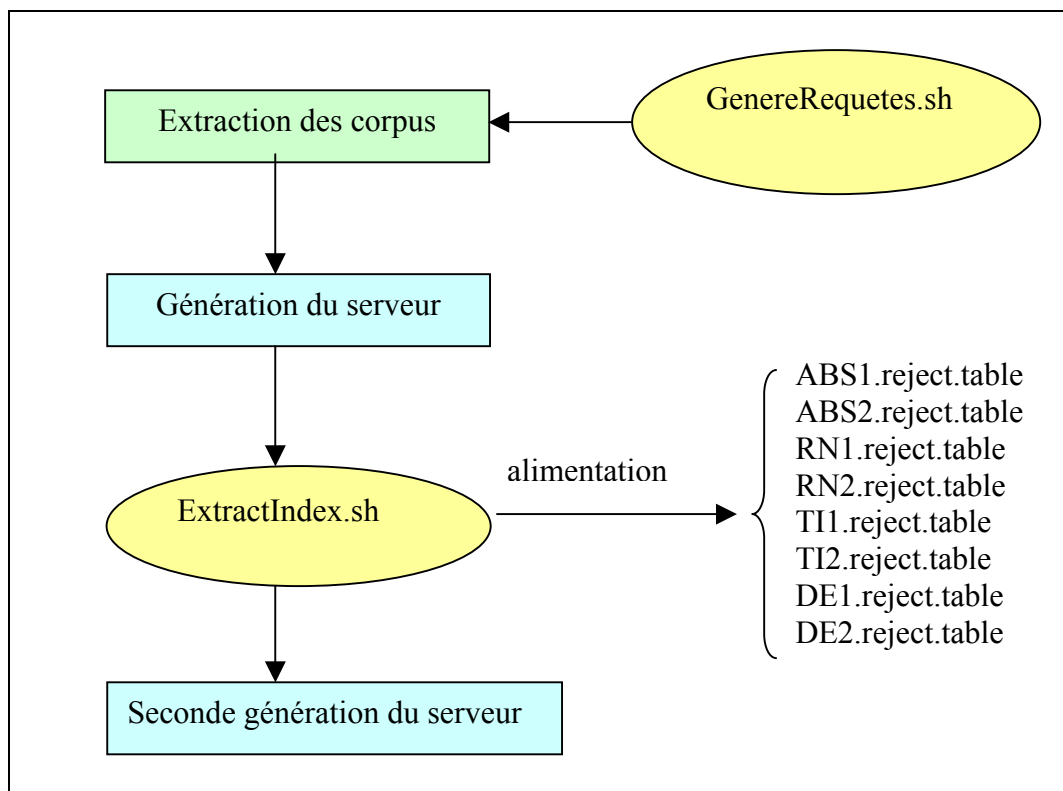 GenereRequetes.sh
Extraction des corpus
Génération du serveur
ABS1.reject.table
ABS2.reject.table
RN1.reject.table
RN2.reject.table
TI1.reject.table
TI2.reject.table
DE1.reject.table
DE2.reject.table
alimentation
ExtractIndex.sh
Seconde génération du serveur